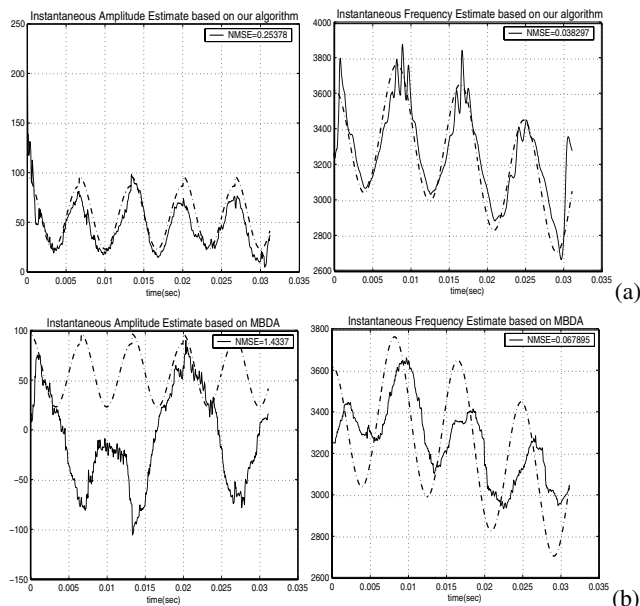 Instantaneous Amplitude Estimate based on our algorithm
NMSE=0.25378
250
200
150
100
50
0
0 0.005 0.01 0.015 0.02 0.025 0.03 0.035
time(sec)
Instantaneous Frequency Estimate based on our algorithm
NMSE=0.038297
4000
3800
3600
3400
3200
3000
2800
2600
0 0.005 0.01 0.015 0.02 0.025 0.03 0.035
time(sec)
(a)
Instantaneous Amplitude Estimate based on MBDA
NMSE=1.4337
100
50
0
-50
-100
-150
0 0.005 0.01 0.015 0.02 0.025 0.03 0.035
time(sec)
Instantaneous Frequency Estimate based on MBDA
NMSE=0.067895
3800
3600
3400
3200
3000
2800
2600
0 0.005 0.01 0.015 0.02 0.025 0.03 0.035
time(sec)
(b)